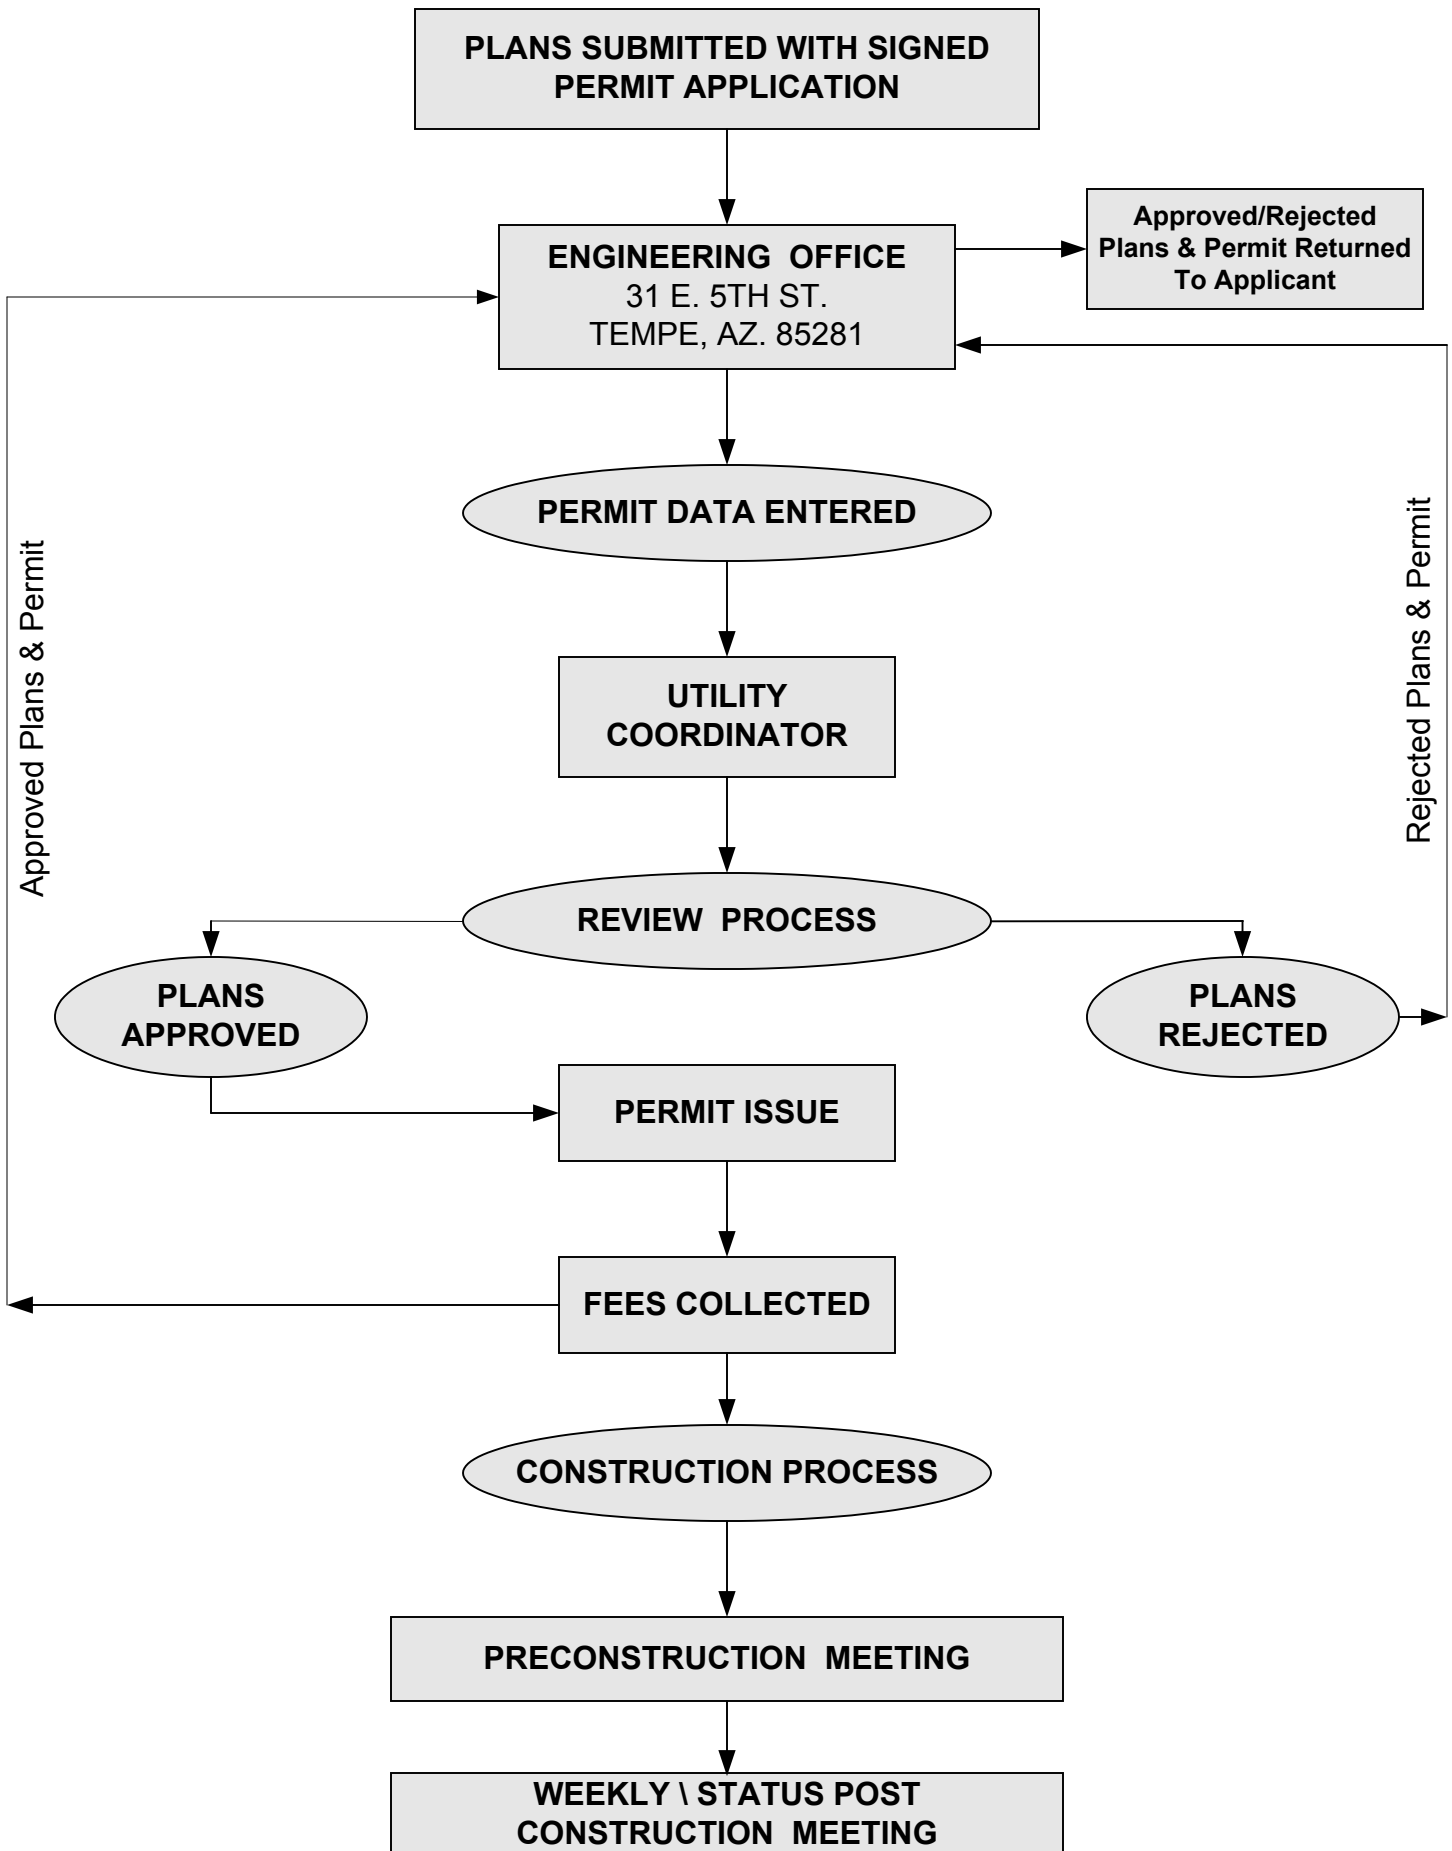 PLANS SUBMITTED WITH SIGNED
PERMIT APPLICATION
Approved/Rejected
Plans & Permit Returned
To Applicant
ENGINEERING  OFFICE
31 E. 5TH ST.
TEMPE, AZ. 85281
PERMIT DATA ENTERED
Approved Plans & Permit
Rejected Plans & Permit
UTILITY
COORDINATOR
REVIEW  PROCESS
PLANS
APPROVED
PLANS
REJECTED
PERMIT ISSUE
FEES COLLECTED
CONSTRUCTION PROCESS
PRECONSTRUCTION  MEETING
WEEKLY \ STATUS POST
CONSTRUCTION  MEETING